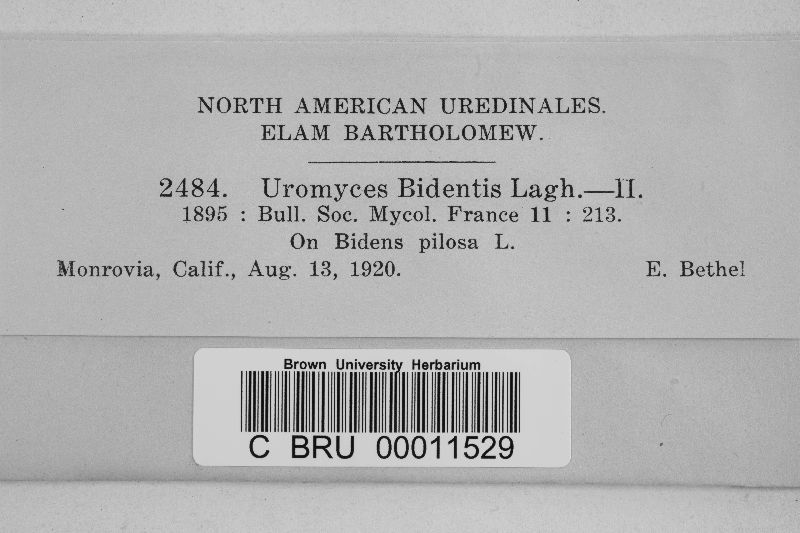 NORTH AMERICAN UREDINALES.
ELAM BARTHOLOMEW.
2484. Uromyces Bidentis Lagh.—II.
1895 : Bull. Soc. Mycol. France 11 : 213.
On Bidens pilosa L.
Monrovia, Calif., Aug. 13, 1920. E. Bethel
Brown University Herbarium
C BRU 00011529